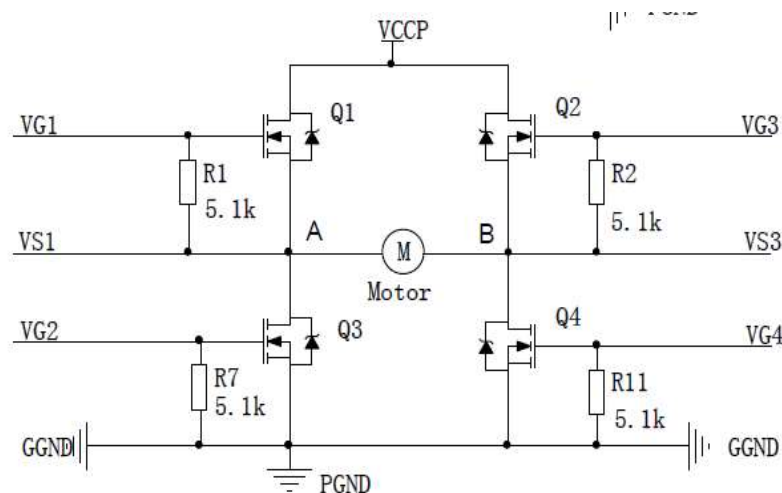 VCCP
Q1
Q2
VG1
VG3
R1
5.1k
R2
5.1k
VS1
A
M
B
VS3
Motor
VG2
Q3
Q4
VG4
R7
5.1k
R11
5.1k
GGND
GGND
PGND